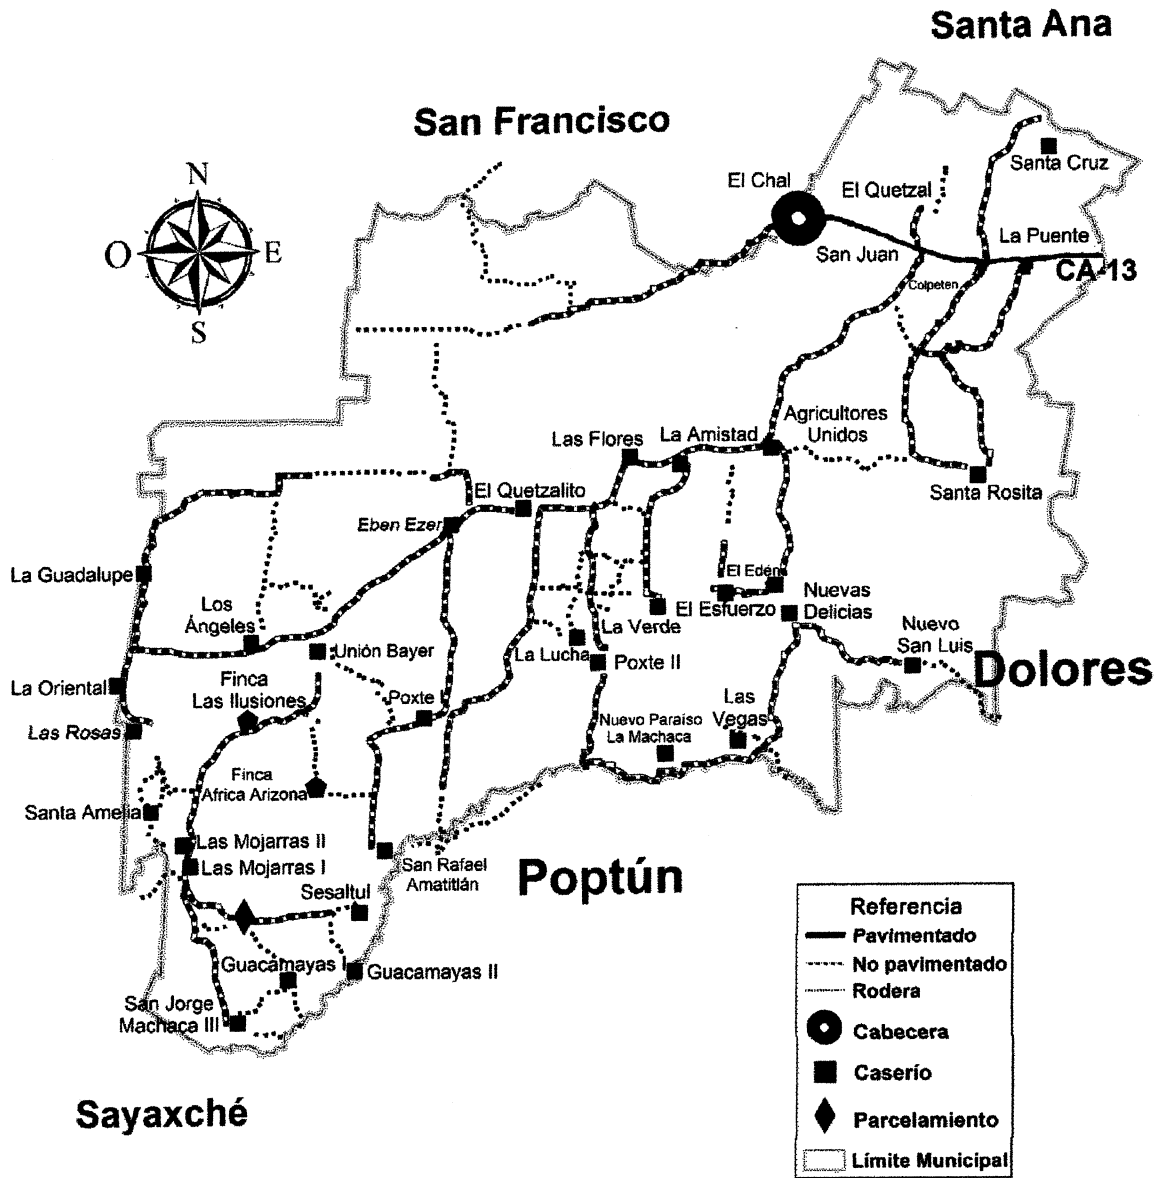 Santa Ana
San Francisco
N
O
E
S
El Chal
El Quetzal
Santa Cruz
San Juan
La Puente
CA-13
Colpeten
Agricultores
Unidos
Las Flores
La Amistad
Santa Rosita
El Quetzalito
Eben Ezer
La Guadalupe
Los
Ángeles
El Edén
El Esfuerzo
Nuevas
Delicias
La Verde
Nuevo
San Luis
Unión Bayer
La Lucha
Poxte II
Dolores
La Oriental
Finca
Las Ilusiones
Poxte
Las
Vegas
Nuevo Paraíso
La Machaca
Las Rosas
Finca
Africa Arizona
Santa Amelia
Las Mojarras II
Las Mojarras I
San Rafael
Amatitlán
Poptún
Sesaltul
Guacamayas I
Guacamayas II
San Jorge
Machaca III
Sayaxché
Referencia
Pavimentado
No pavimentado
Rodera
Cabecera
Caserío
Parcelamiento
Límite Municipal